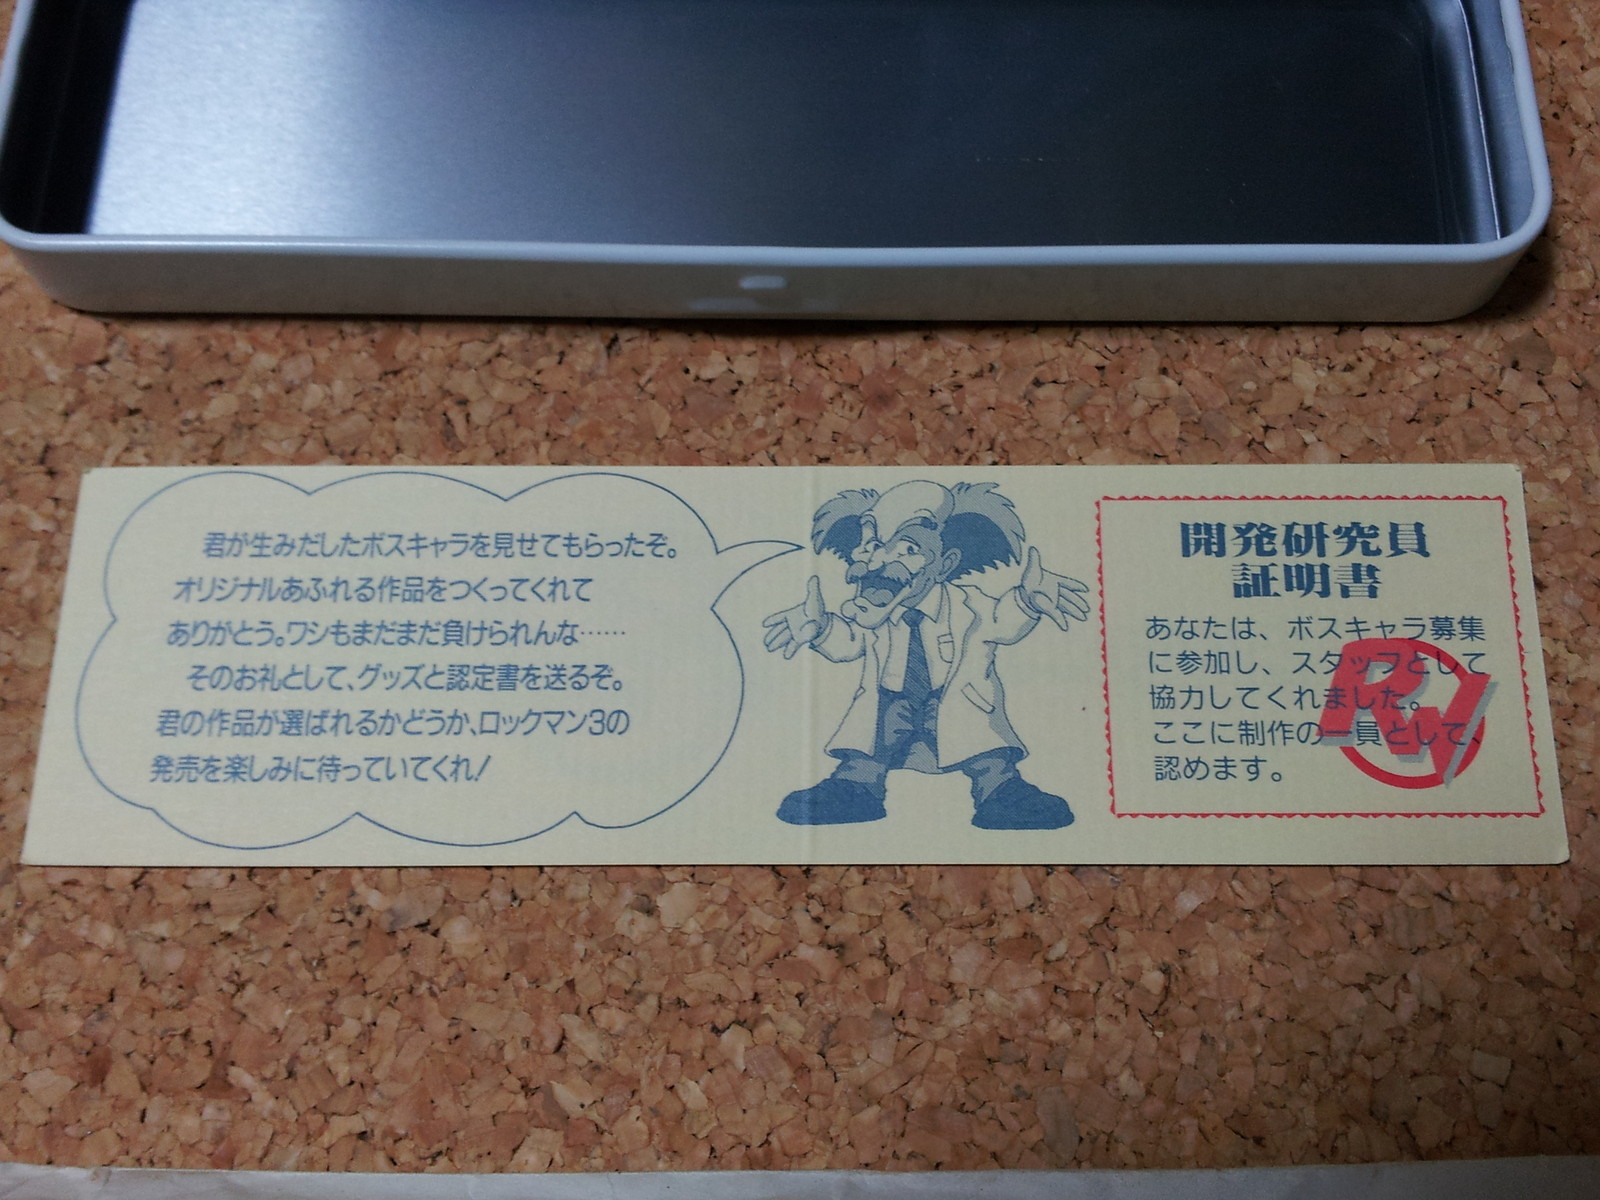 君が生みだしたボスキャラを見せてもらったぞ。
オリジナルあふれる作品をつくってくれて
ありがとう。ワシもまだまだ負けられんな……
そのお礼として、グッズと認定書を送るぞ。
君の作品が選ばれるかどうか、ロックマン3の
発売を楽しみに待っていてくれ!
開発研究員
証明書
あなたは、ボスキャラ募集
に参加し、スタッフとして
協力してくれました。
ここに制作の一員として、
認めます。
RW